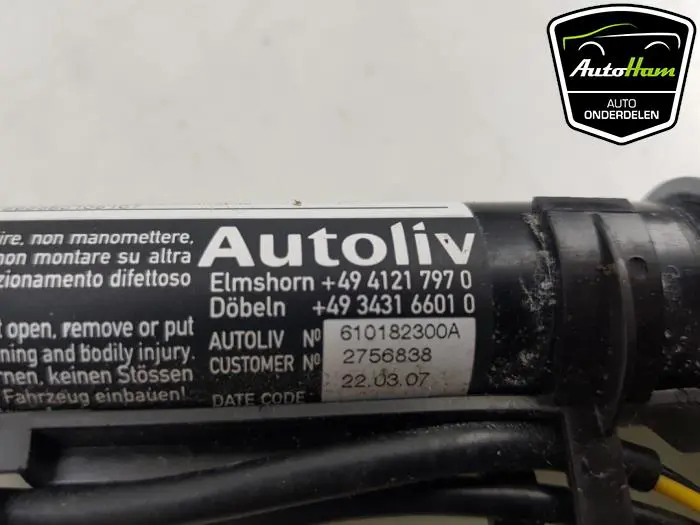 AutoHam
AUTO
ONDERDELEN
ire, non manomettere,
non montare su altra
zionamento difettoso
Autoliv
Elmshorn +49 4121 797 0
Döbeln +49 3431 6601 0
t open, remove or put
ning and bodily injury.
rnen, keinen Stössen
Fahrzeug einbauen!
AUTOLIV Nº 610182300A
CUSTOMER Nº 2756838
DATE CODE 22.03.07